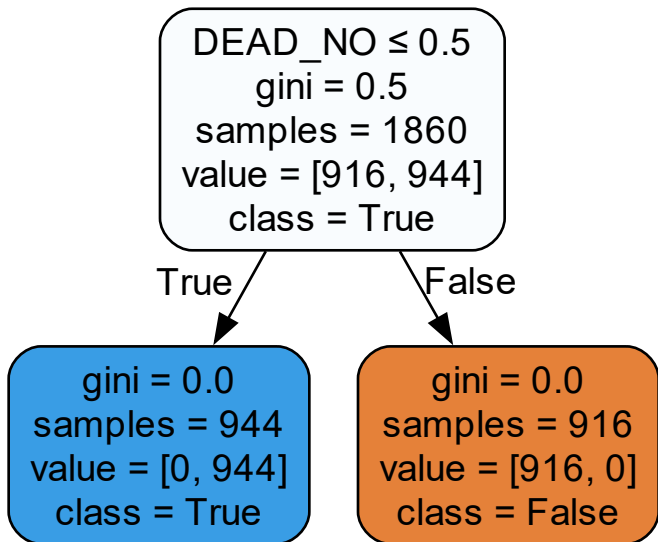 DEAD_NO ≤ 0.5
gini = 0.5
samples = 1860
value = [916, 944]
class = True
True
False
gini = 0.0
samples = 944
value = [0, 944]
class = True
gini = 0.0
samples = 916
value = [916, 0]
class = False